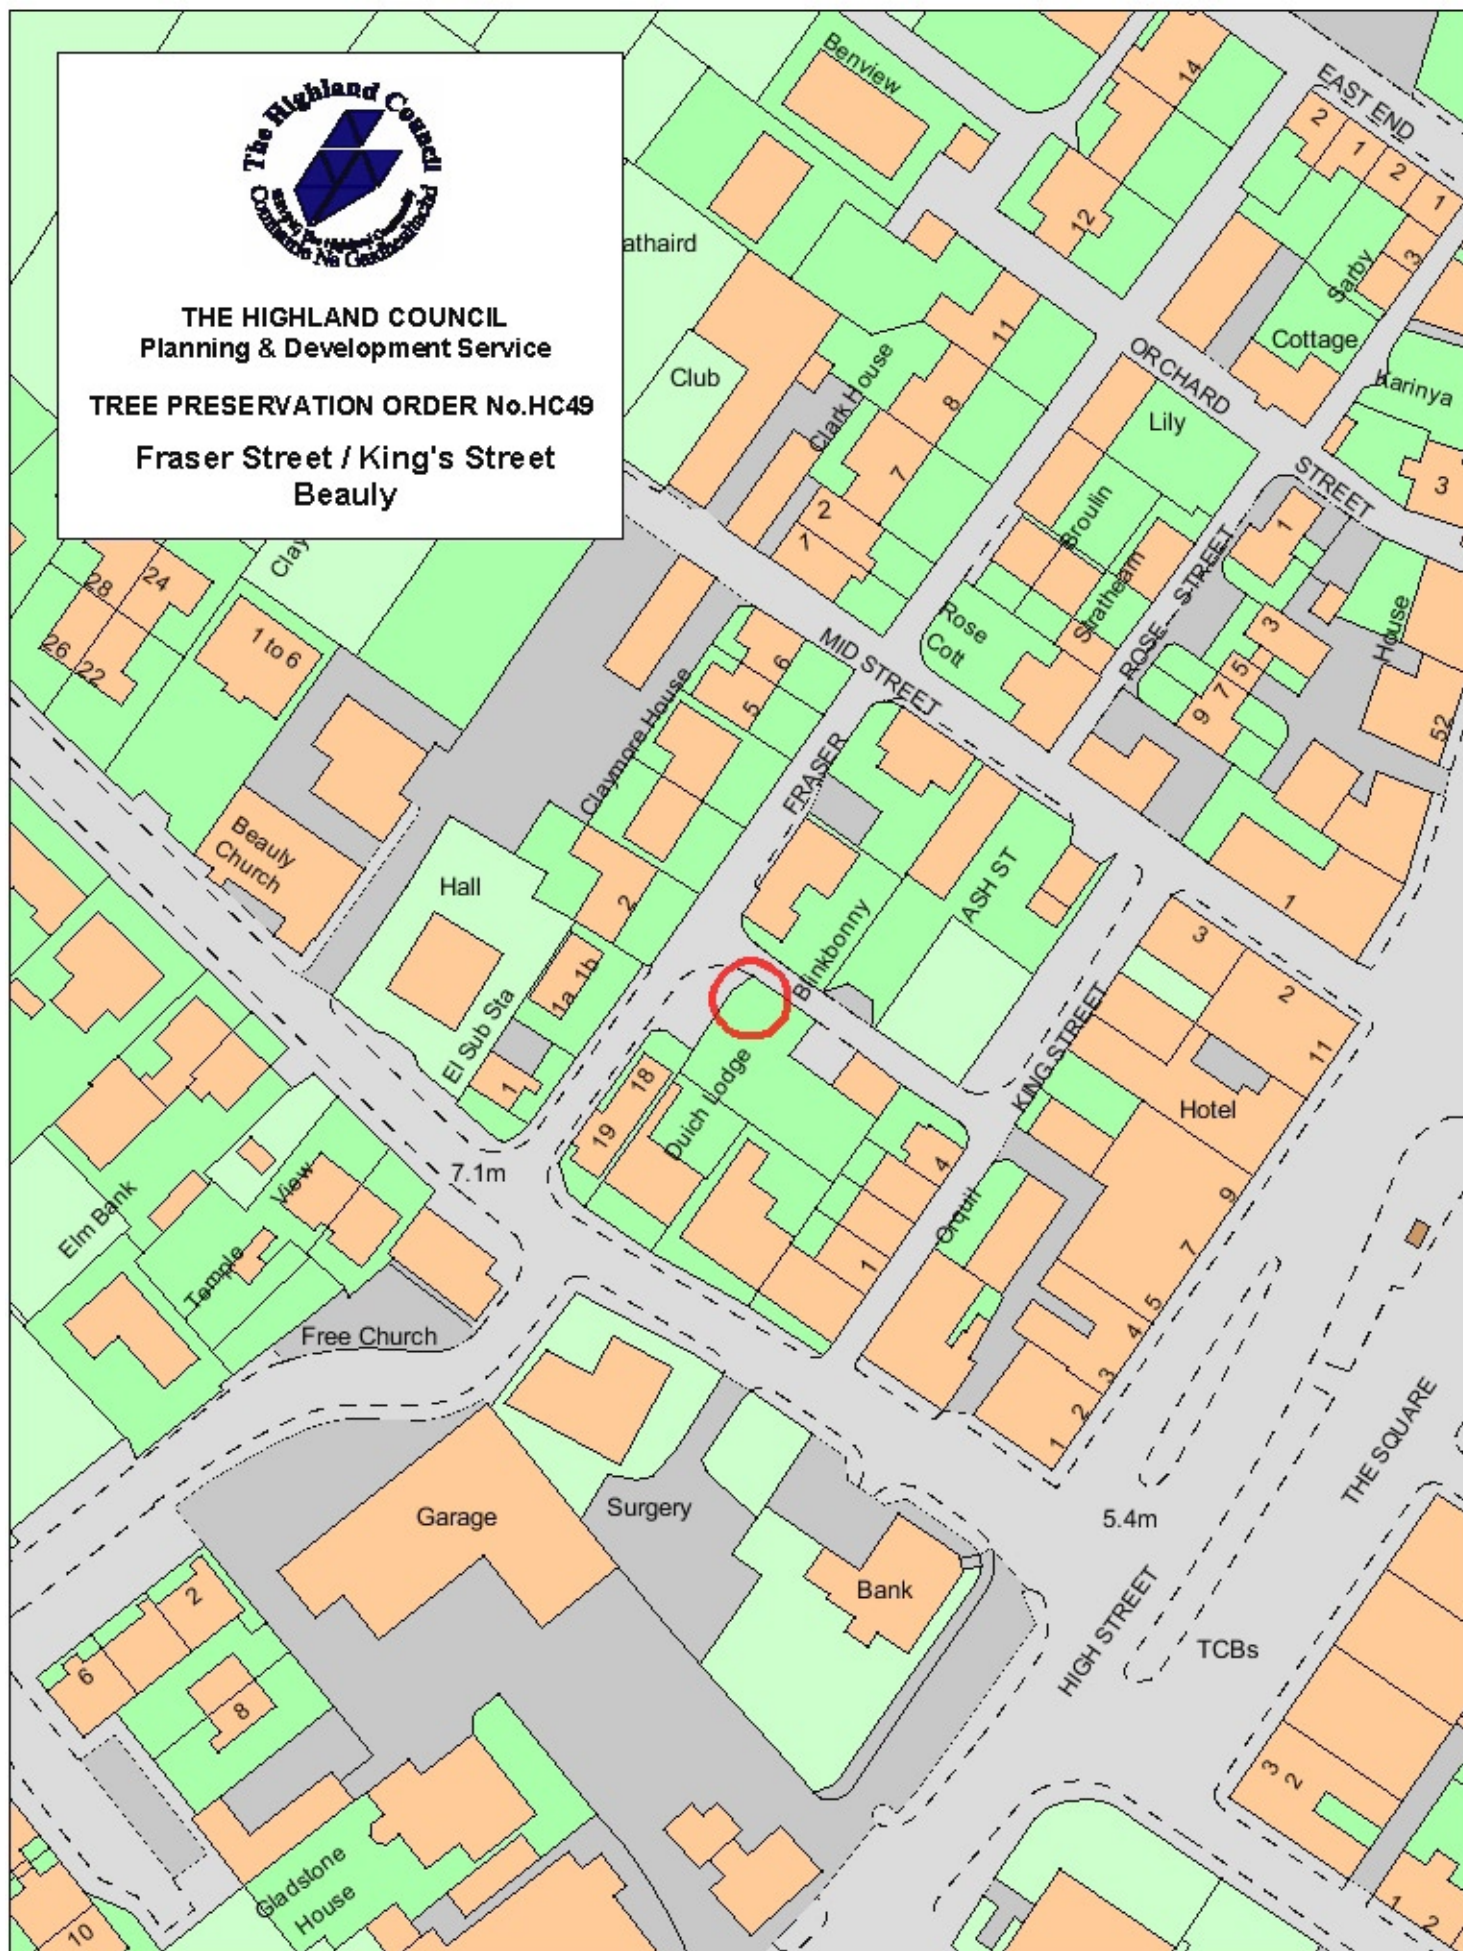 The Highland Council
Comhairle Na Gaidhealtachd
THE HIGHLAND COUNCIL
Planning & Development Service
TREE PRESERVATION ORDER No.HC49
Fraser Street / King's Street
Beauly
Benview
14
EAST END
2
1
2
1
12
3
Sarby
Cottage
athaird
11
ORCHARD
STREET
Karinya
Club
Clark House
8
Lily
3
7
2
1
Broulin
Strathearn
1
ROSE STREET
House
Clay
28
24
26
22
1 to 6
Rose
Cott
MID STREET
3
5
7
9
52
6
5
Claymore House
FRASER
Beauly
Church
Hall
2
ASH ST
1
Blinkbonny
3
2
11
1a
1b
El Sub Sta
1
KING STREET
18
19
Duich Lodge
Hotel
4
7.1m
9
Elm Bank
View
Temple
Orquil
1
7
5
4
3
2
1
Free Church
THE SQUARE
Garage
Surgery
5.4m
Bank
HIGH STREET
TCBs
2
6
8
3
2
Gladstone
House
10
1
2